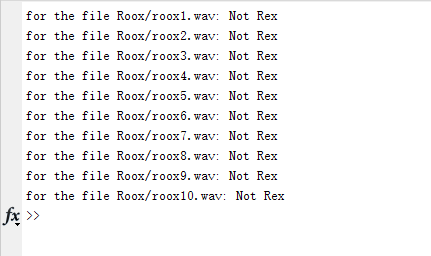 for the file Roox/roox1.wav: Not Rex
for the file Roox/roox2.wav: Not Rex
for the file Roox/roox3.wav: Not Rex
for the file Roox/roox4.wav: Not Rex
for the file Roox/roox5.wav: Not Rex
for the file Roox/roox6.wav: Not Rex
for the file Roox/roox7.wav: Not Rex
for the file Roox/roox8.wav: Not Rex
for the file Roox/roox9.wav: Not Rex
for the file Roox/roox10.wav: Not Rex
fx >>